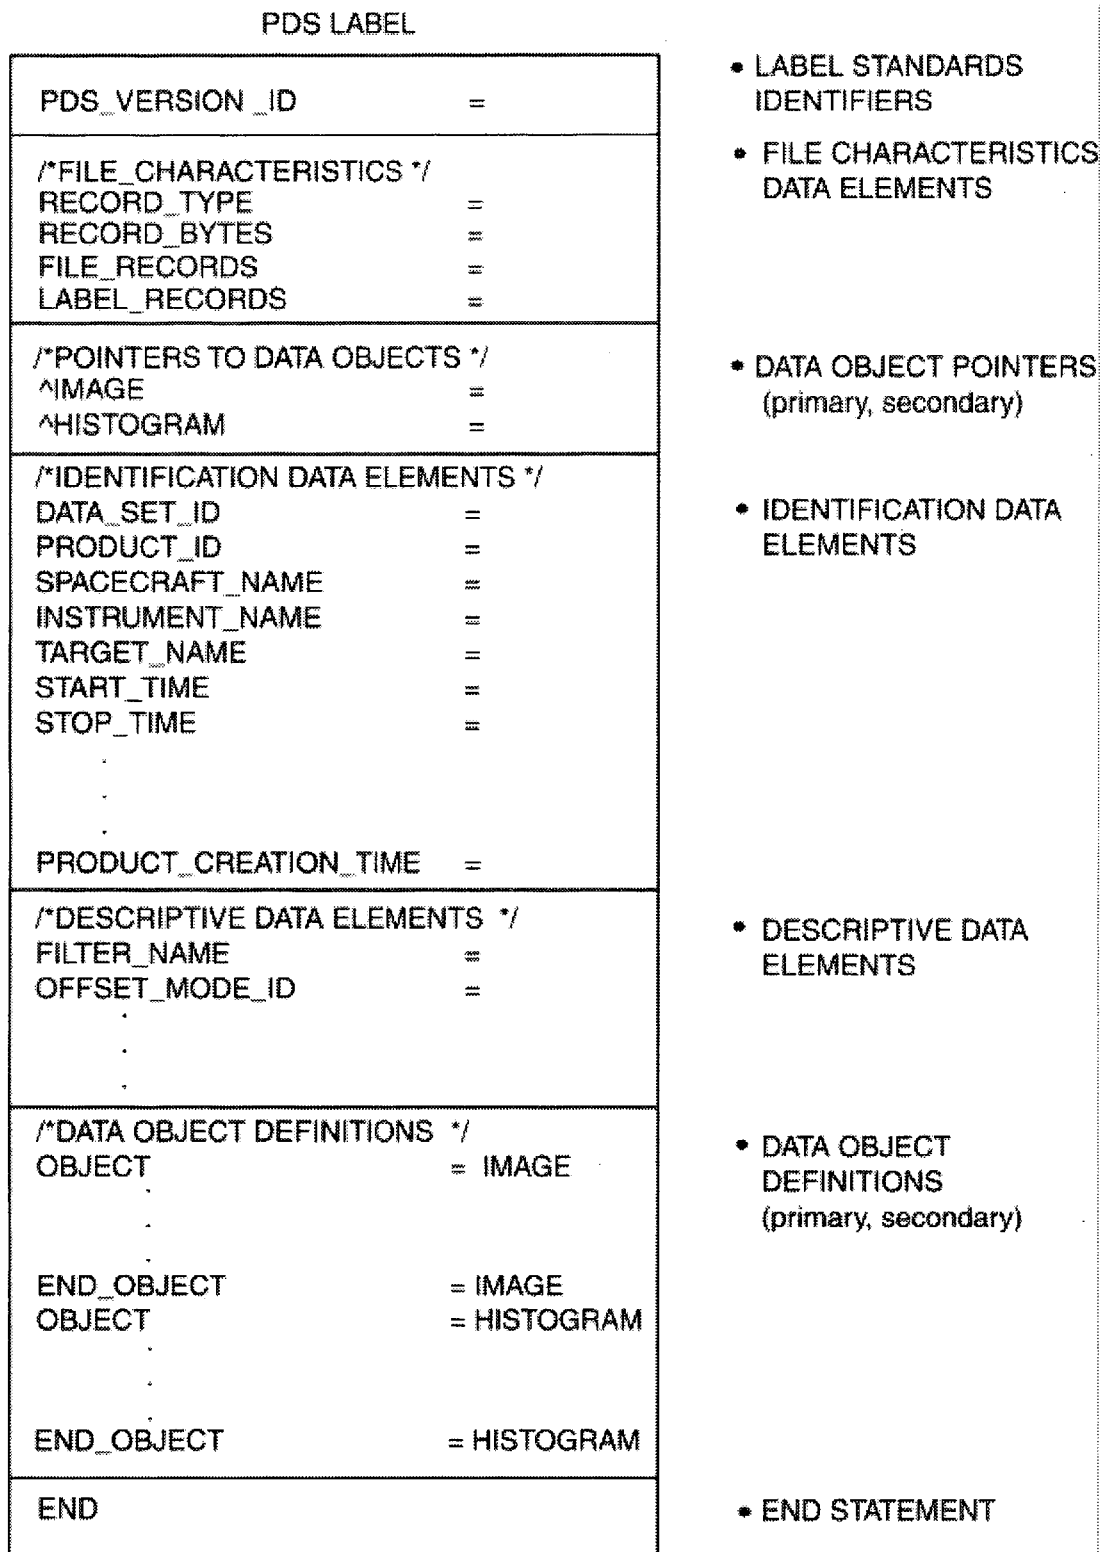 PDS LABEL
PDS_VERSION _ID =
• LABEL STANDARDS
IDENTIFIERS
/*FILE_CHARACTERISTICS */
RECORD_TYPE =
RECORD_BYTES =
FILE_RECORDS =
LABEL_RECORDS =
• FILE CHARACTERISTICS
DATA ELEMENTS
/*POINTERS TO DATA OBJECTS */
^IMAGE =
^HISTOGRAM =
• DATA OBJECT POINTERS
(primary, secondary)
/*IDENTIFICATION DATA ELEMENTS */
DATA_SET_ID =
PRODUCT_ID =
SPACECRAFT_NAME =
INSTRUMENT_NAME =
TARGET_NAME =
START_TIME =
STOP_TIME =
.
.
.
PRODUCT_CREATION_TIME =
• IDENTIFICATION DATA
ELEMENTS
/*DESCRIPTIVE DATA ELEMENTS */
FILTER_NAME =
OFFSET_MODE_ID =
.
.
.
• DESCRIPTIVE DATA
ELEMENTS
/*DATA OBJECT DEFINITIONS */
OBJECT = IMAGE
.
.
.
END_OBJECT = IMAGE
OBJECT = HISTOGRAM
.
.
.
END_OBJECT = HISTOGRAM
• DATA OBJECT
DEFINITIONS
(primary, secondary)
END
• END STATEMENT